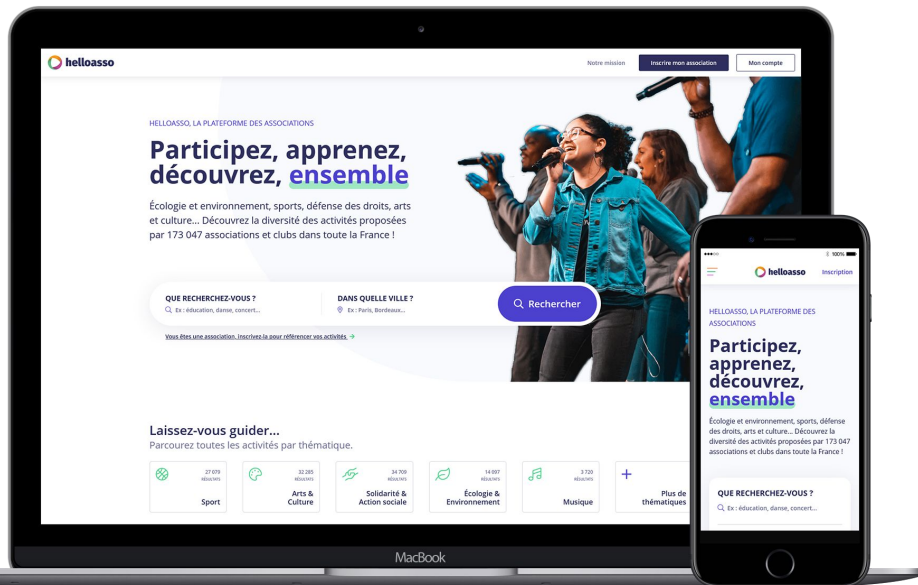 helloasso
Notre mission
Inscrire mon association
Mon compte
HELLOASSO, LA PLATEFORME DES ASSOCIATIONS
Participez, apprenez,
découvrez, ensemble
Écologie et environnement, sports, défense des droits, arts
et culture... Découvrez la diversité des activités proposées
par 173 047 associations et clubs dans toute la France !
QUE RECHERCHEZ-VOUS ?
Ex : éducation, danse, concert...
DANS QUELLE VILLE ?
Ex : Paris, Bordeaux...
Rechercher
Vous êtes une association, inscrivez-la pour référencer vos activités
Laissez-vous guider...
Parcourez toutes les activités par thématique.
27 079
RÉSULTATS
Sport
32 285
RÉSULTATS
Arts &
Culture
34 709
RÉSULTATS
Solidarité &
Action sociale
14 697
RÉSULTATS
Écologie &
Environnement
3 720
RÉSULTATS
Musique
Plus de
thématiques
MacBook
100%
helloasso
Inscription
HELLOASSO, LA PLATEFORME DES
ASSOCIATIONS
Participez,
apprenez,
découvrez,
ensemble
Écologie et environnement, sports, défense
des droits, arts et culture... Découvrez la
diversité des activités proposées par 173 047
associations et clubs dans toute la France !
QUE RECHERCHEZ-VOUS ?
Ex : éducation, danse, concert...